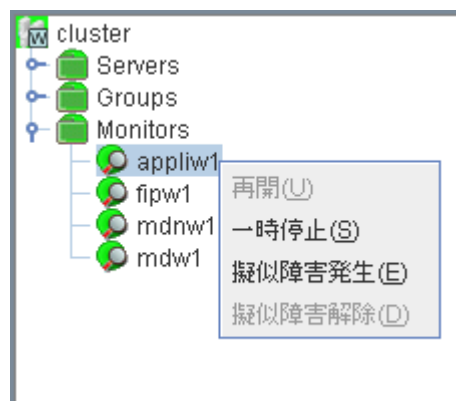 cluster
Servers
Groups
Monitors
appliw1
fipw1
mdnw1
mdw1
再開(U)
一時停止(S)
擬似障害発生(E)
擬似障害解除(D)